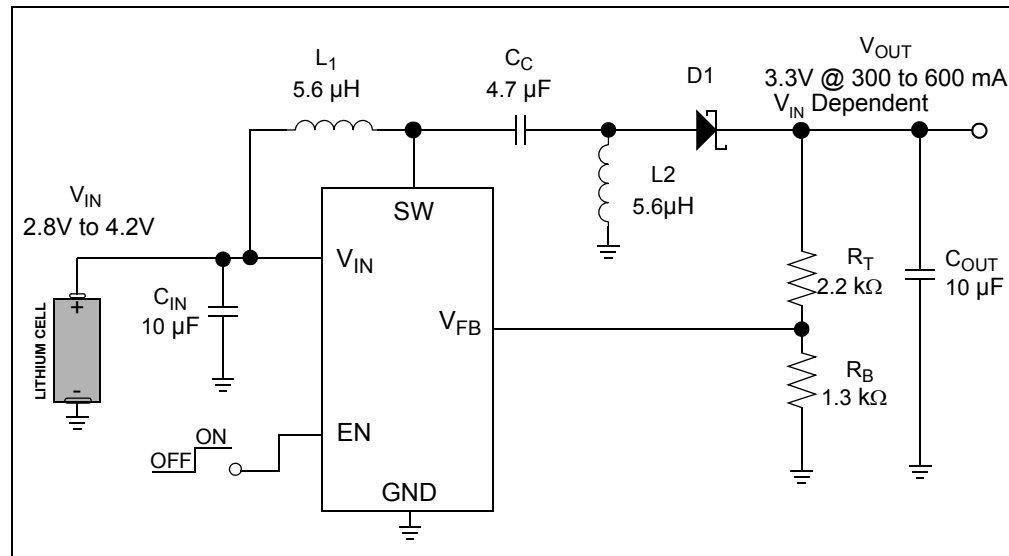 L1
5.6 µH
CC
4.7 µF
D1
VOUT
3.3V @ 300 to 600 mA
VIN Dependent
L2
5.6µH
VIN
2.8V to 4.2V
SW
VIN
CIN
10 µF
RT
2.2 kΩ
COUT
10 µF
VFB
LITHIUM CELL
+
-
RB
1.3 kΩ
ON
OFF
EN
GND